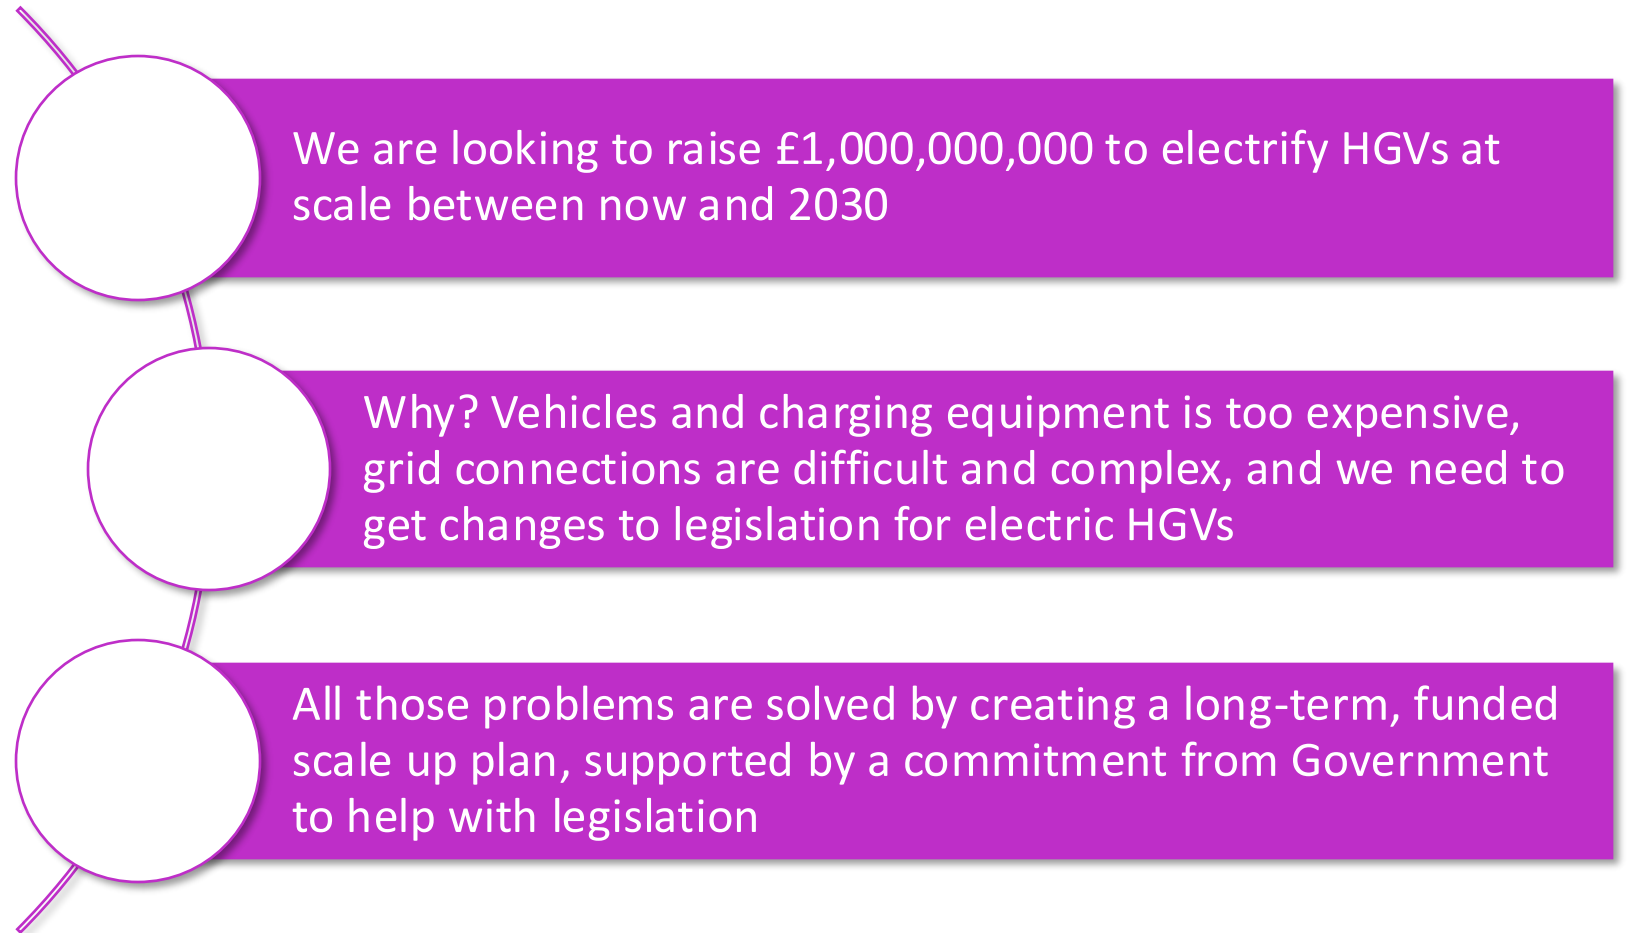 We are looking to raise £1,000,000,000 to electrify HGVs at
scale between now and 2030
Why? Vehicles and charging equipment is too expensive,
grid connections are difficult and complex, and we need to
get changes to legislation for electric HGVs
All those problems are solved by creating a long-term, funded
scale up plan, supported by a commitment from Government
to help with legislation